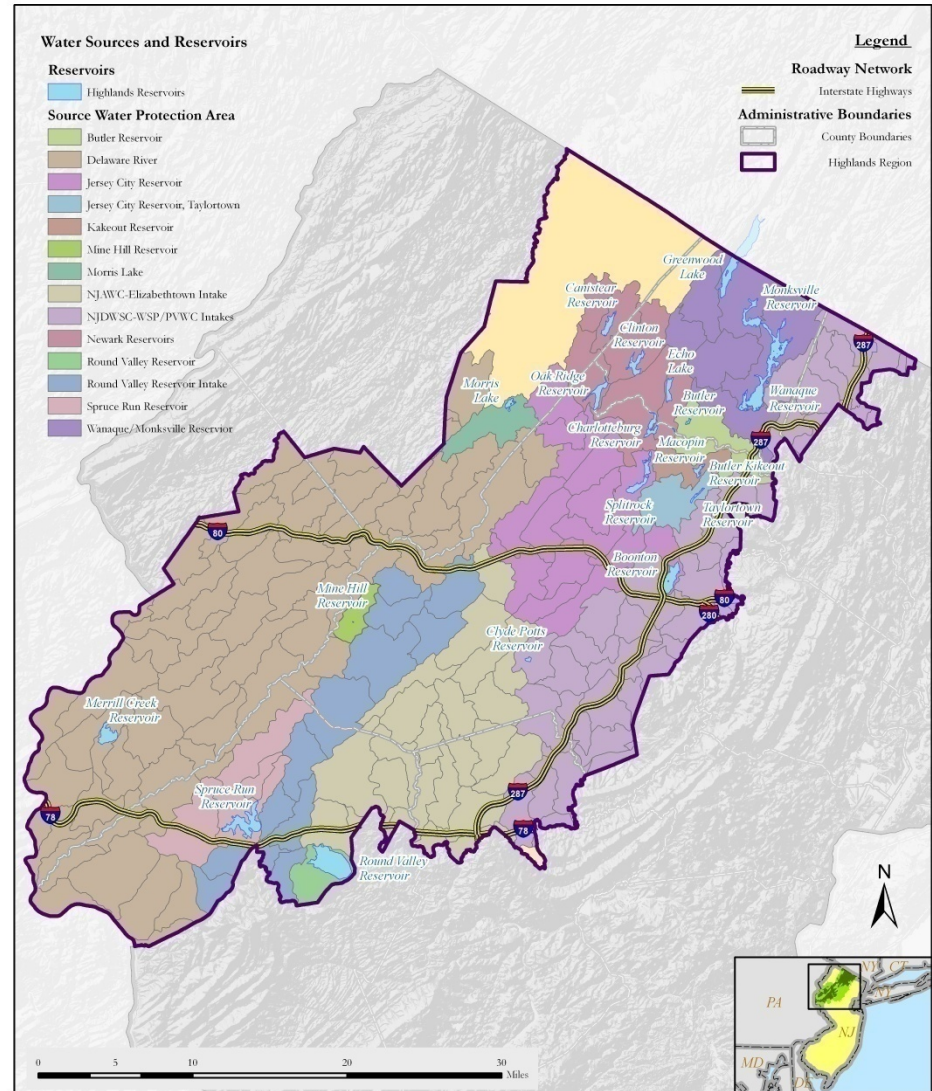 Water Sources and Reservoirs
Reservoirs
Highlands Reservoirs
Source Water Protection Area
Butler Reservoir
Delaware River
Jersey City Reservoir
Jersey City Reservoir, Taylortown
Kakeout Reservoir
Mine Hill Reservoir
Morris Lake
NJAWC-Elizabethtown Intake
NJDWSC-WSP/PVWC Intakes
Newark Reservoirs
Round Valley Reservoir
Round Valley Reservoir Intake
Spruce Run Reservoir
Wanaque/Monksville Reservior
Legend
Roadway Network
Interstate Highways
Administrative Boundaries
County Boundaries
Highlands Region
Greenwood
Lake
Canistear
Reservoir
Monksville
Reservoir
Clinton
Reservoir
287
Echo
Lake
Oak Ridge
Reservoir
Morris
Lake
Butler
Reservoir
Wanaque
Reservoir
Charlotteburg
Reservoir
287
Macopin
Reservoir
Butler Kikeout
Reservoir
Splitrock
Reservoir
Taylortown
Reservoir
80
Boonton
Reservoir
Mine Hill
Reservoir
80
280
Clyde Potts
Reservoir
Merrill Creek
Reservoir
Spruce Run
Reservoir
287
78
78
Round Valley
Reservoir
N
NY
CT
NY
PA
NJ
MD
DE
0
5
10
20
30
Miles